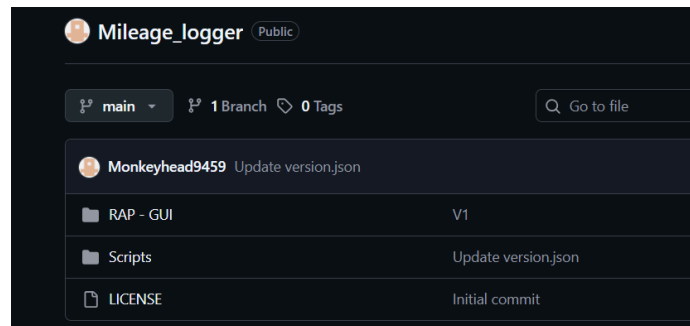 Mileage_logger Public
main 1 Branch 0 Tags Go to file
Monkeyhead9459 Update version.json
RAP - GUI V1
Scripts Update version.json
LICENSE Initial commit